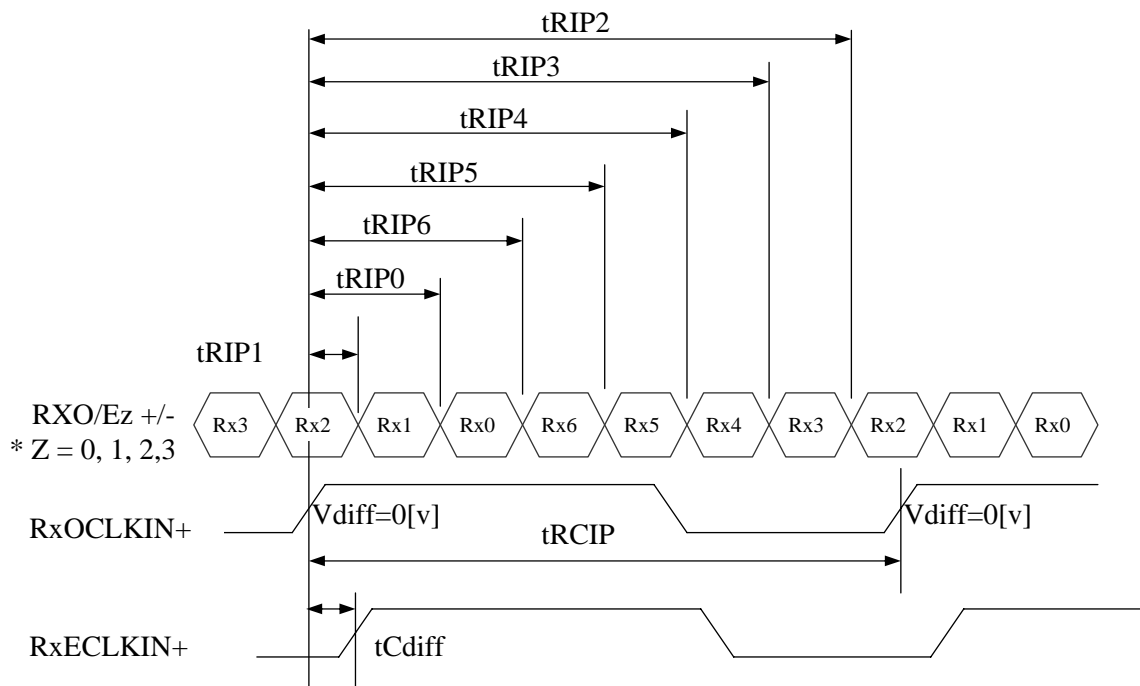 tRIP2
tRIP3
tRIP4
tRIP5
tRIP6
tRIP0
tRIP1
RXO/Ez +/-
* Z = 0, 1, 2,3
Rx3 Rx2 Rx1 Rx0 Rx6 Rx5 Rx4 Rx3 Rx2 Rx1 Rx0
RxOCLKIN+
Vdiff=0[v] Vdiff=0[v]
tRCIP
RxECLKIN+
tCdiff